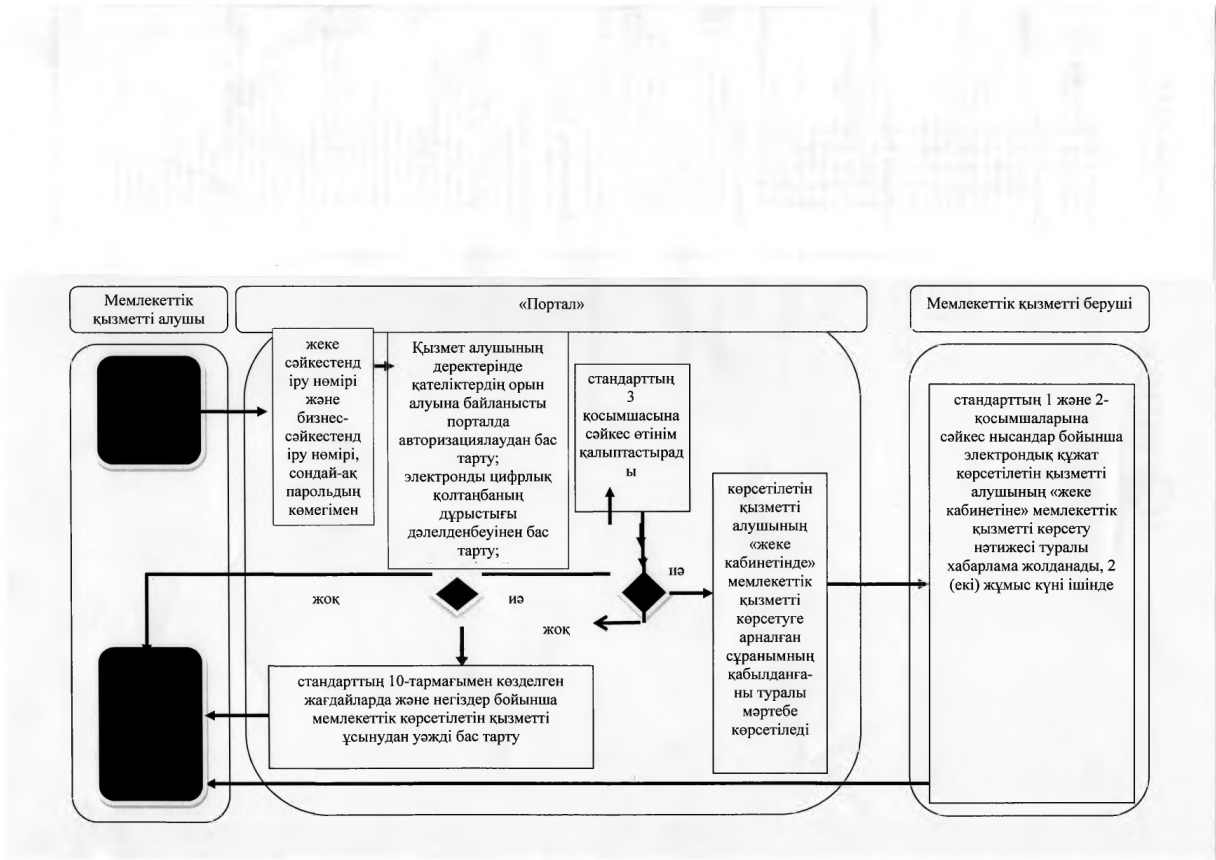 Мемлекеттік
қызметті алушы
«Портал»
Мемлекеттік қызметті беруші
жеке
сәйкестенд
іру нөмірі
және
бизнес-
сәйкестенд
іру нөмірі,
сондай-ақ
парольдың
көмегімен
Қызмет алушының
деректерінде
қателіктердің орын
алуына байланысты
порталда
авторизациялаудан бас
тарту;
электронды цифрлық
қолтаңбаның
дұрыстығы
дәлелденбеуінен бас
тарту;
стандарттың
3
қосымшасына
сәйкес өтінім
қалыптастырад
ы
көрсетілетін
қызметті
алушының
«жеке
кабинетінде»
мемлекеттік
қызметті
көрсетуге
арналған
сұранымның
қабылданға-
ны туралы
мәртебе
көрсетіледі
стандарттың 1 және 2-
қосымшаларына
сәйкес нысандар бойынша
электрондық құжат
көрсетілетін қызметті
алушының «жеке
кабинетіне» мемлекеттік
қызметті көрсету
нәтижесі туралы
хабарлама жолданады, 2
(екі) жұмыс күні ішінде
жоқ
иә
жоқ
иә
стандарттың 10-тармағымен көзделген
жағдайларда және негіздер бойынша
мемлекеттік көрсетілетін қызметті
ұсынудан уәжді бас тарту